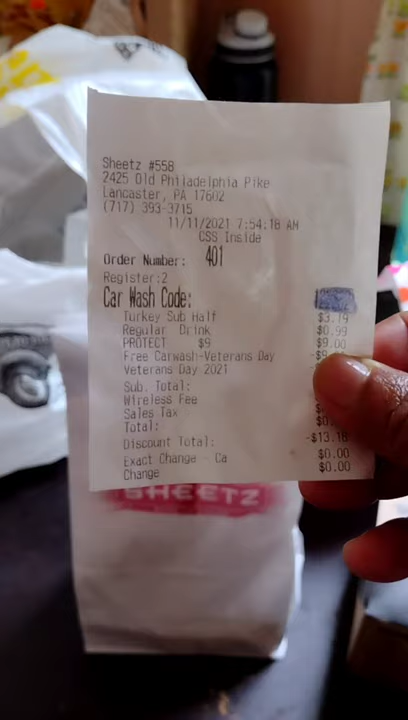 Sheetz #558
2425 Old Philadelphia Pike
Lancaster, PA 17602
(717) 393-3715
11/11/2021 7:54:18 AM
CSS Inside
Order Number: 401
Register:2
Car Wash Code:
Turkey Sub Half $3.19
Regular Drink $0.99
PROTECT $9 $9.00
Free Carwash-Veterans Day
Veterans Day 2021
Sub. Total:
Wireless Fee
Sales Tax
Total:
Discount Total: -$13.18
Exact Change - Ca $0.00
Change $0.00
SHEETZ